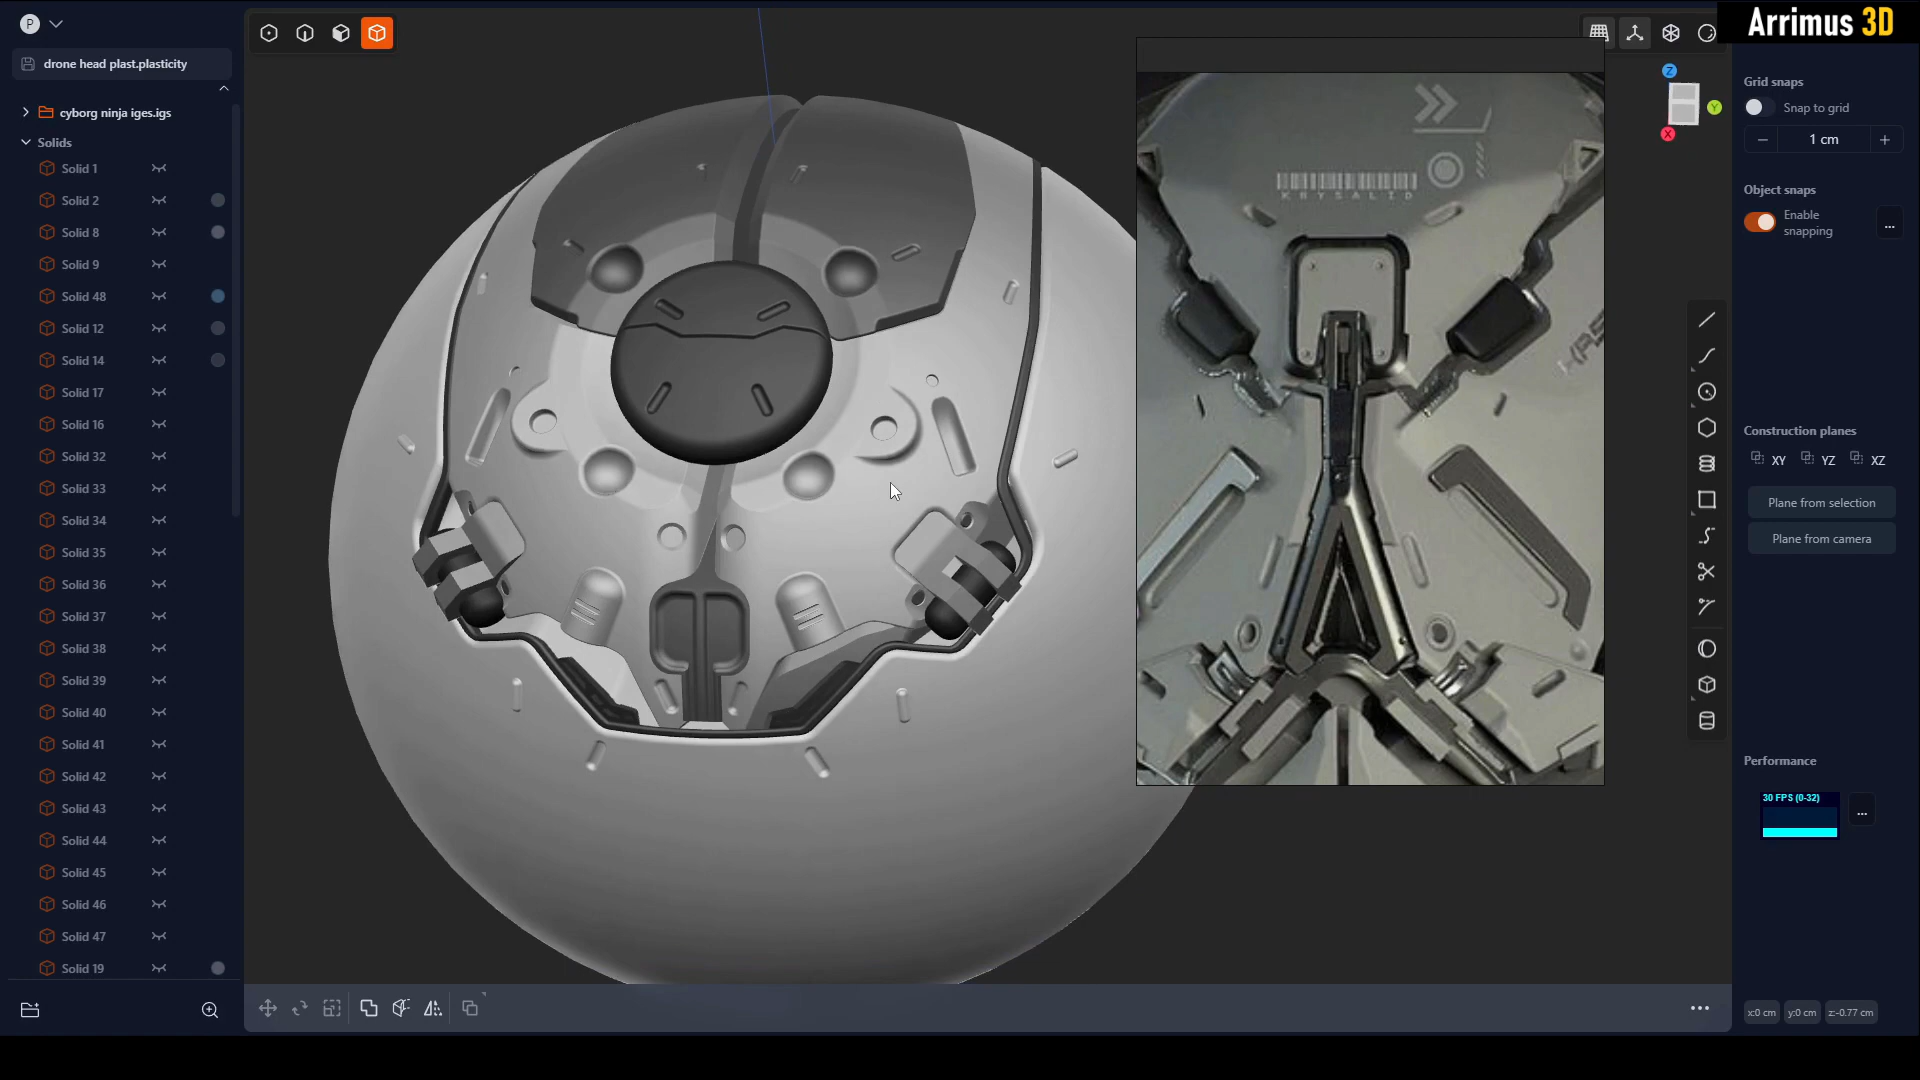 P
drone head plast.plasticity
cyborg ninja iges.igs
Solids
Solid 1
Solid 2
Solid 8
Solid 9
Solid 48
Solid 12
Solid 14
Solid 17
Solid 16
Solid 32
Solid 33
Solid 34
Solid 35
Solid 36
Solid 37
Solid 38
Solid 39
Solid 40
Solid 41
Solid 42
Solid 43
Solid 44
Solid 45
Solid 46
Solid 47
Solid 19
KRYSALID
Arrimus 3D
Z
Y
X
Grid snaps
Snap to grid
1 cm
Object snaps
Enable
snapping
...
Construction planes
XY YZ XZ
Plane from selection
Plane from camera
Performance
30 FPS (0-32)
...
x:0 cm y:0 cm z:-0.77 cm